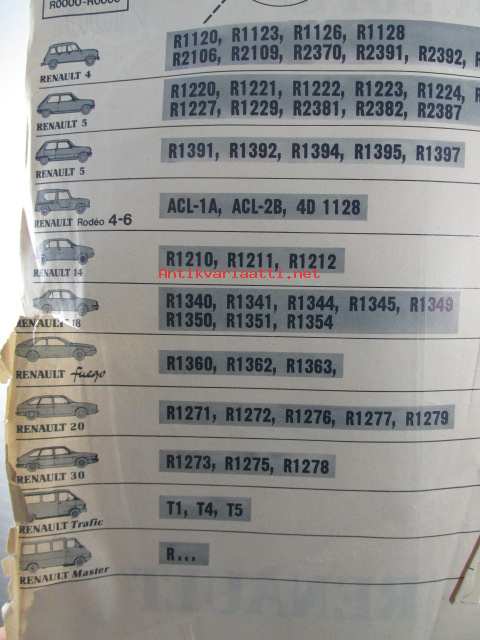 R0000-R0000
RENAULT 4
R1120, R1123, R1126, R1128
R2106, R2109, R2370, R2391, R2392,
RENAULT 5
R1220, R1221, R1222, R1223, R1224,
R1227, R1229, R2381, R2382, R2387
RENAULT 5
R1391, R1392, R1394, R1395, R1397
RENAULT Rodéo 4-6
ACL-1A, ACL-2B, 4D 1128
RENAULT 14
R1210, R1211, R1212
Antikvariaatti.net
RENAULT 18
R1340, R1341, R1344, R1345, R1349
R1350, R1351, R1354
RENAULT fuego
R1360, R1362, R1363,
RENAULT 20
R1271, R1272, R1276, R1277, R1279
RENAULT 30
R1273, R1275, R1278
RENAULT Trafic
T1, T4, T5
RENAULT Master
R...
RENAULT